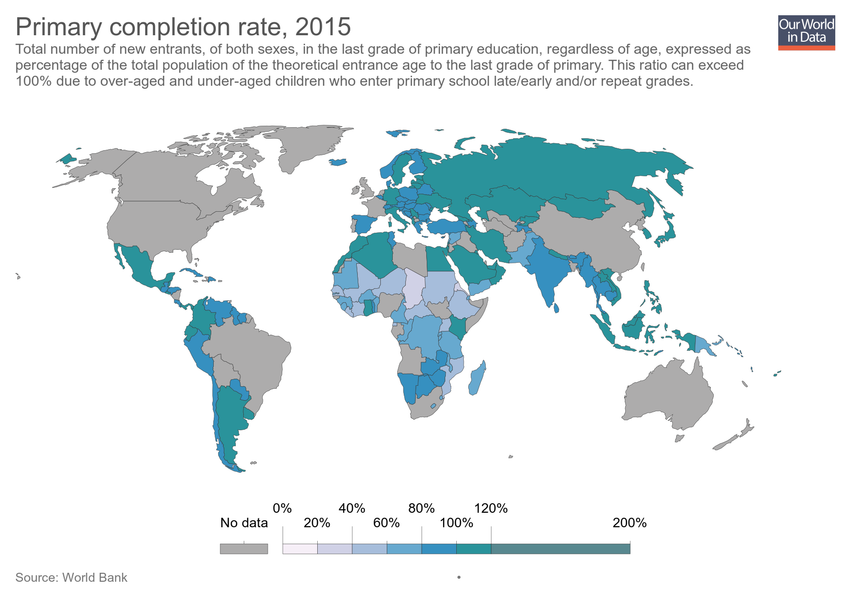 Primary completion rate, 2015
Our World
in Data
Total number of new entrants, of both sexes, in the last grade of primary education, regardless of age, expressed as
percentage of the total population of the theoretical entrance age to the last grade of primary. This ratio can exceed
100% due to over-aged and under-aged children who enter primary school late/early and/or repeat grades.
0% 40% 80% 120%
No data 20% 60% 100% 200%
Source: World Bank